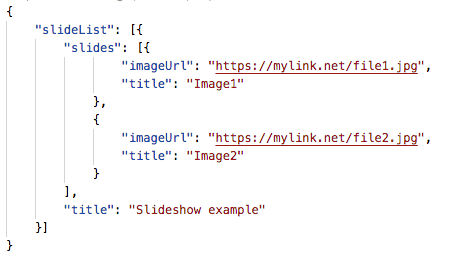 {
    "slideList": [{
        "slides": [{
                "imageUrl": "https://mylink.net/file1.jpg",
                "title": "Image1"
            },
            {
                "imageUrl": "https://mylink.net/file2.jpg",
                "title": "Image2"
            }
        ],
        "title": "Slideshow example"
    }]
}